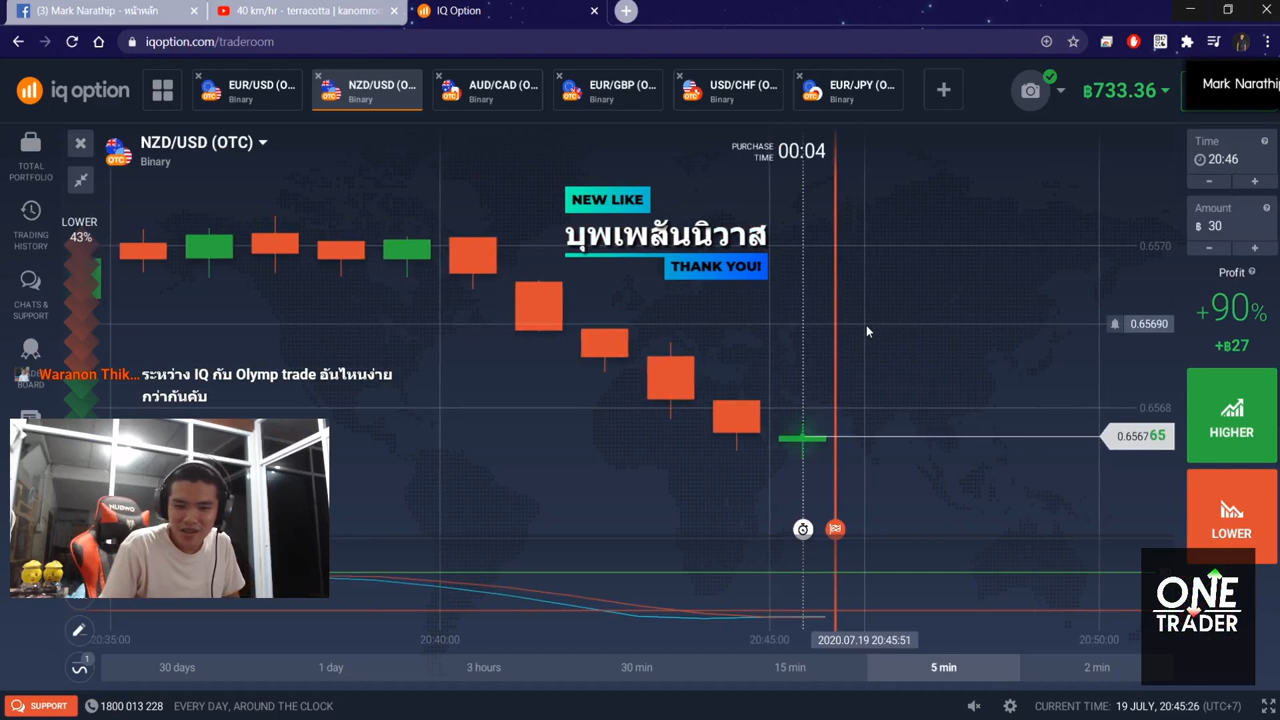 (3) Mark Narathip - หน้าหลัก
40 km/hr - terracotta | kanomroo
IQ Option
iqoption.com/traderoom
iq option
EUR/USD (O...
Binary
NZD/USD (O...
Binary
AUD/CAD (O...
Binary
EUR/GBP (O...
Binary
USD/CHF (O...
Binary
EUR/JPY (O...
Binary
฿733.36
Mark Narathip
TOTAL
PORTFOLIO
TRADING
HISTORY
CHATS &
SUPPORT
BOARD
NZD/USD (OTC)
OTC
Binary
LOWER
43%
PURCHASE
TIME
00:04
NEW LIKE
บุพเพสันนิวาส
THANK YOU!
Waranon Thik... ระหว่าง IQ กับ Olymp trade อันไหนง่าย
กว่ากันคับ
0.6570
0.65690
0.6568
0.656765
Time
20:46
Amount
฿ 30
Profit
+90%
+฿27
HIGHER
LOWER
ONE
TRADER
20:35:00
20:40:00
20:45:00
2020.07.19 20:45:51
20:50:00
30 days
1 day
3 hours
30 min
15 min
5 min
2 min
1
SUPPORT
1800 013 228
EVERY DAY, AROUND THE CLOCK
CURRENT TIME: 19 JULY, 20:45:26 (UTC+7)